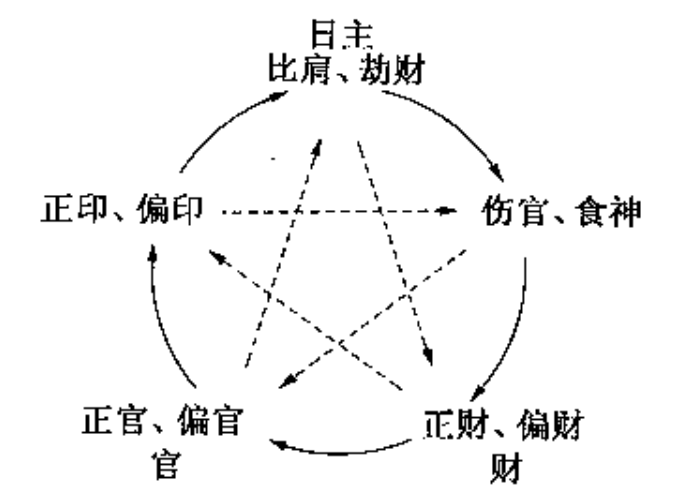 日主
比肩、劫财
正印、偏印
伤官、食神
正官、偏官
官
正财、偏财
财